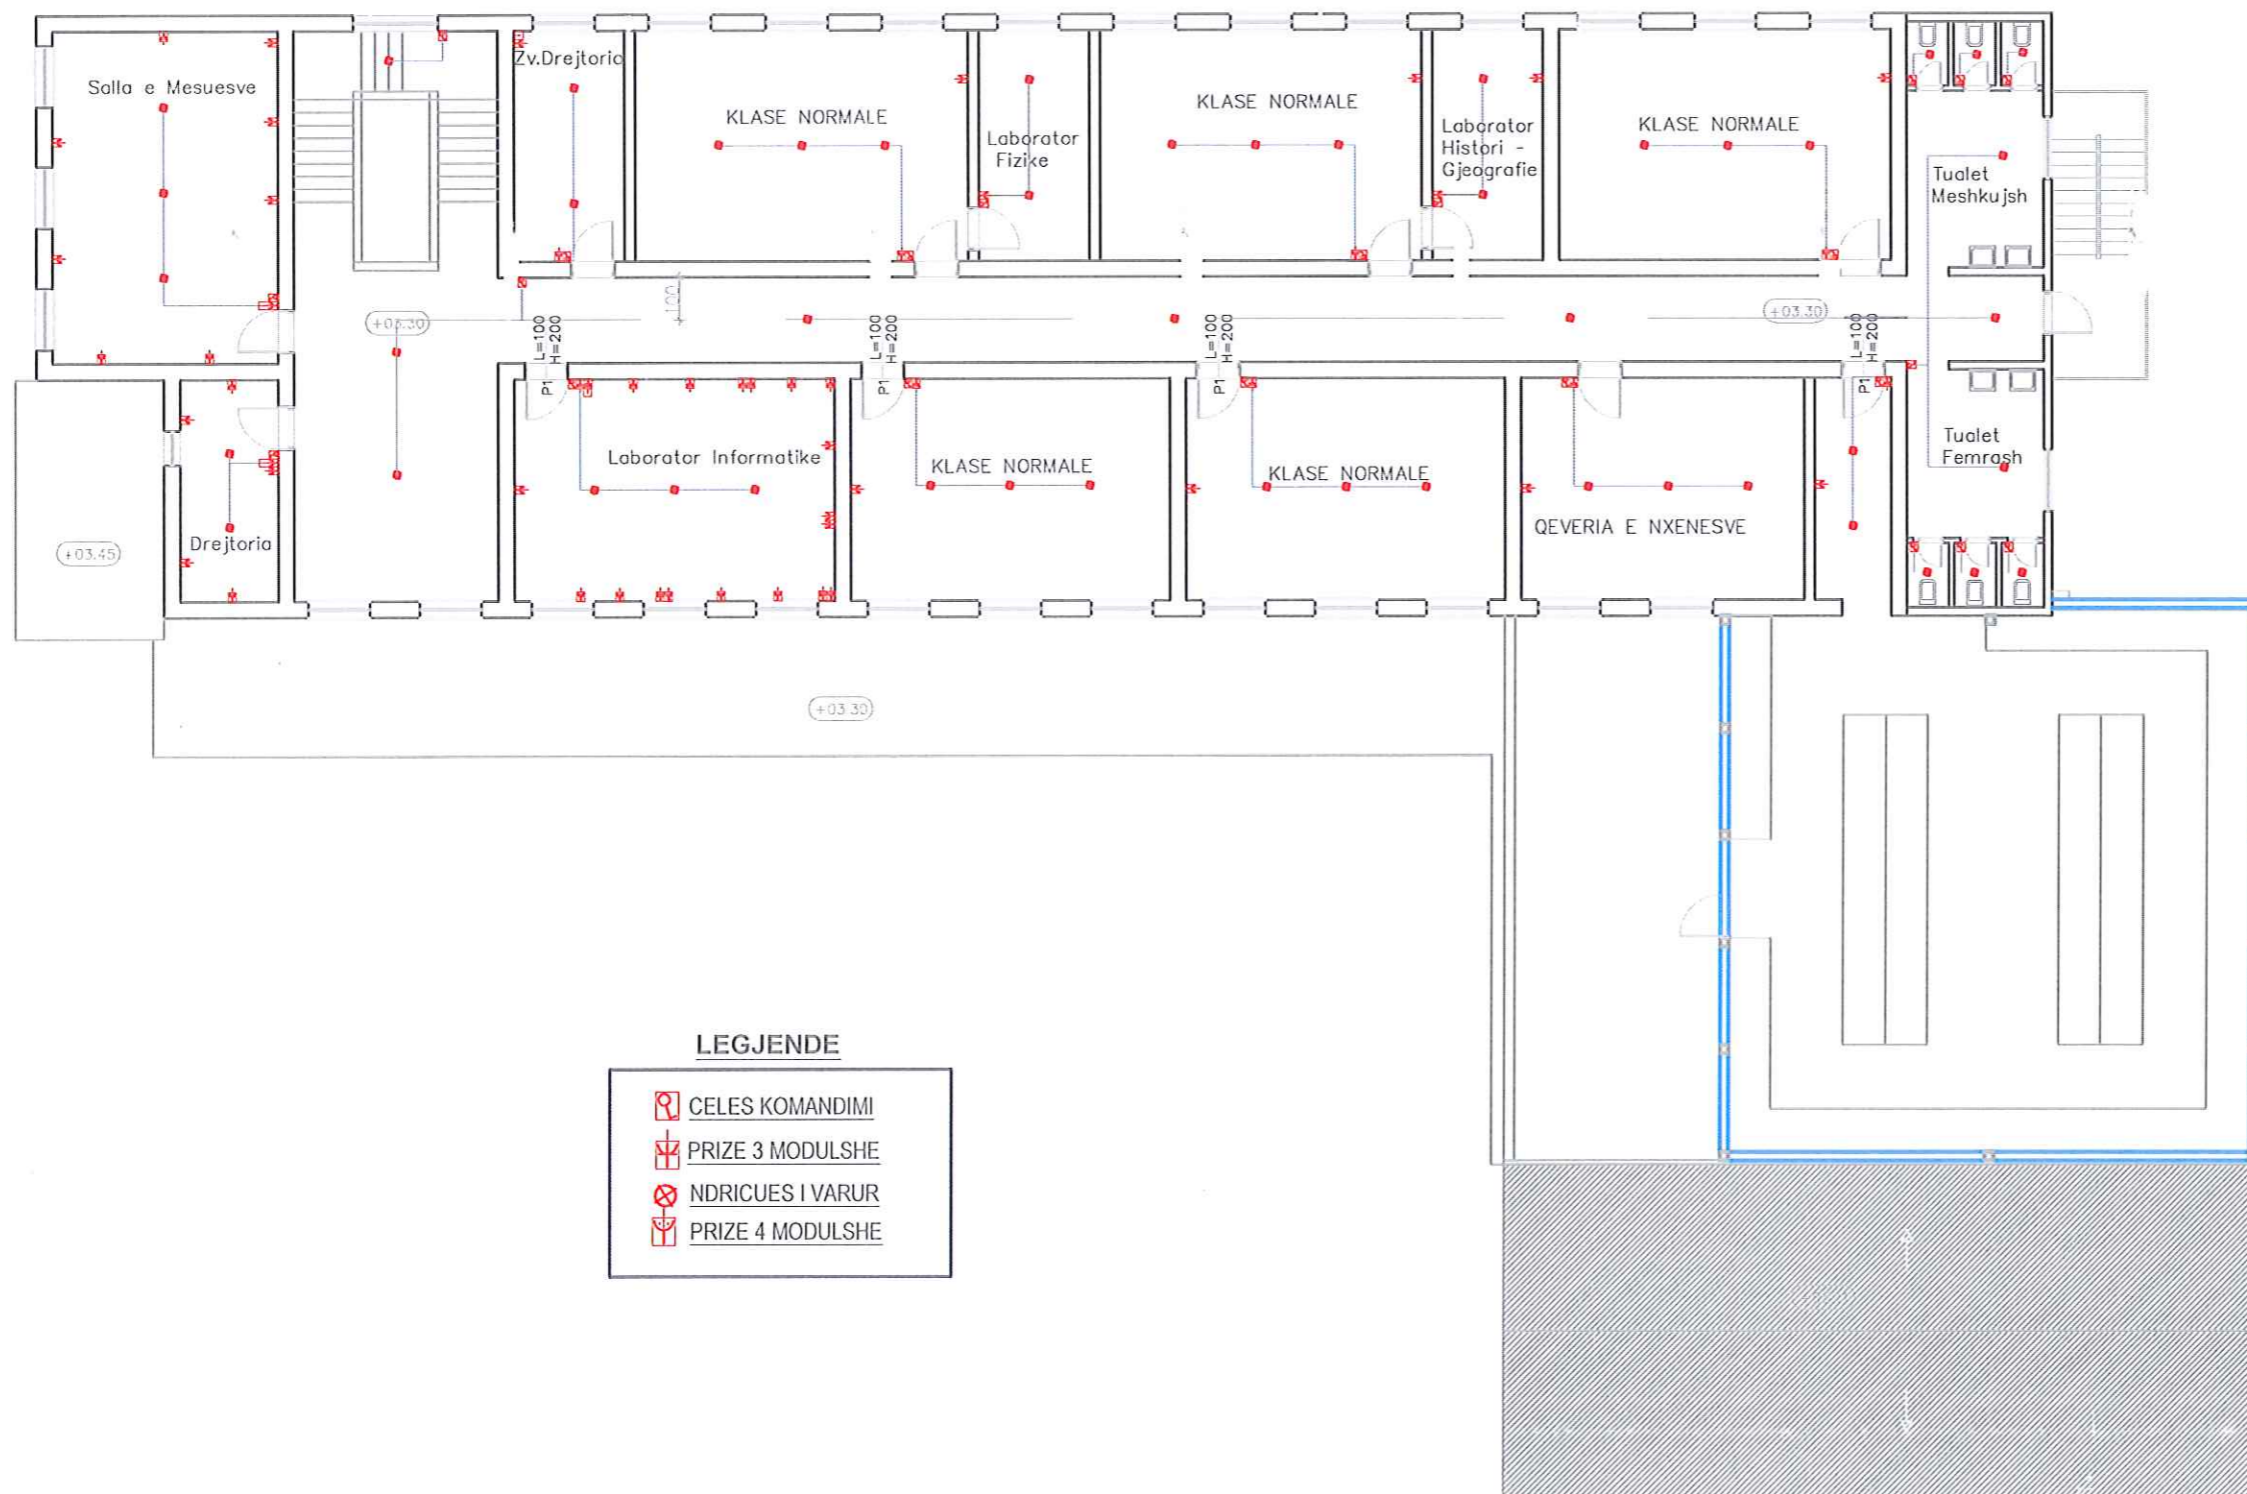 Salla e Mesuesve
Zv.Drejtoria
KLASE NORMALE
Laborator
Fizike
KLASE NORMALE
Laborator
Histori -
Gjeografie
KLASE NORMALE
Tualet
Meshkujsh
+03.30
100
+03.30
L=100
H=200
P1
L=100
H=200
P1
L=100
H=200
P1
L=100
H=200
P1
Drejtoria
+03.45
Laborator Informatike
KLASE NORMALE
KLASE NORMALE
QEVERIA E NXENESVE
Tualet
Femrash
+03.30
LEGJENDE
CELES KOMANDIMI
PRIZE 3 MODULSHE
NDRICUES I VARUR
PRIZE 4 MODULSHE